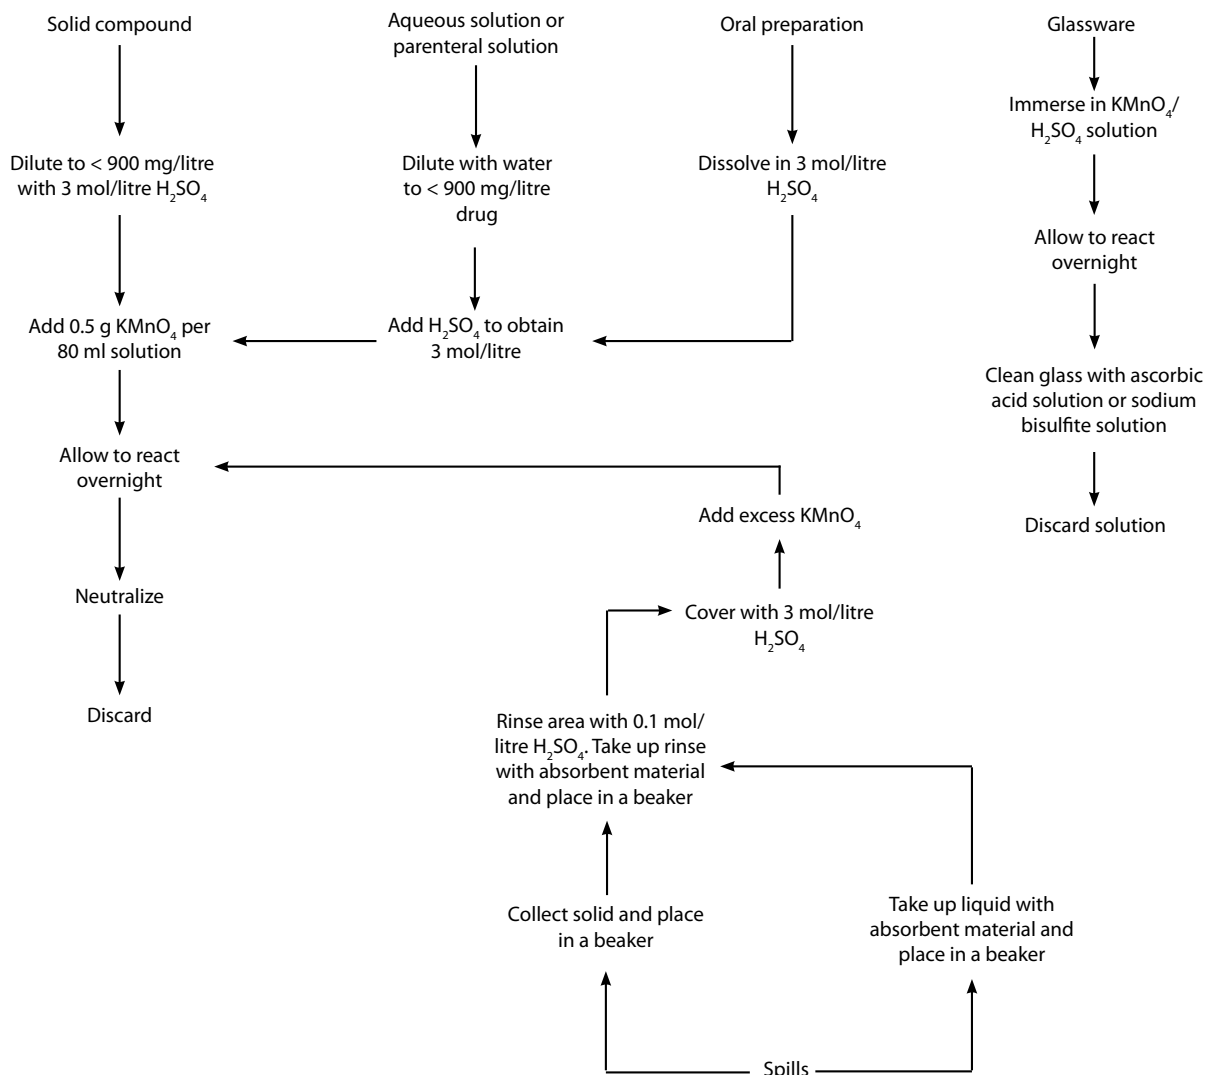 Solid compound
Aqueous solution or
parenteral solution
Oral preparation
Glassware
Immerse in KMnO₄/
H₂SO₄ solution
Dilute to < 900 mg/litre
with 3 mol/litre H₂SO₄
Dilute with water
to < 900 mg/litre
drug
Dissolve in 3 mol/litre
H₂SO₄
Allow to react
overnight
Add 0.5 g KMnO₄ per
80 ml solution
Add H₂SO₄ to obtain
3 mol/litre
Clean glass with ascorbic
acid solution or sodium
bisulfite solution
Allow to react
overnight
Add excess KMnO₄
Discard solution
Neutralize
Cover with 3 mol/litre
H₂SO₄
Discard
Rinse area with 0.1 mol/
litre H₂SO₄. Take up rinse
with absorbent material
and place in a beaker
Collect solid and place
in a beaker
Take up liquid with
absorbent material and
place in a beaker
Spills